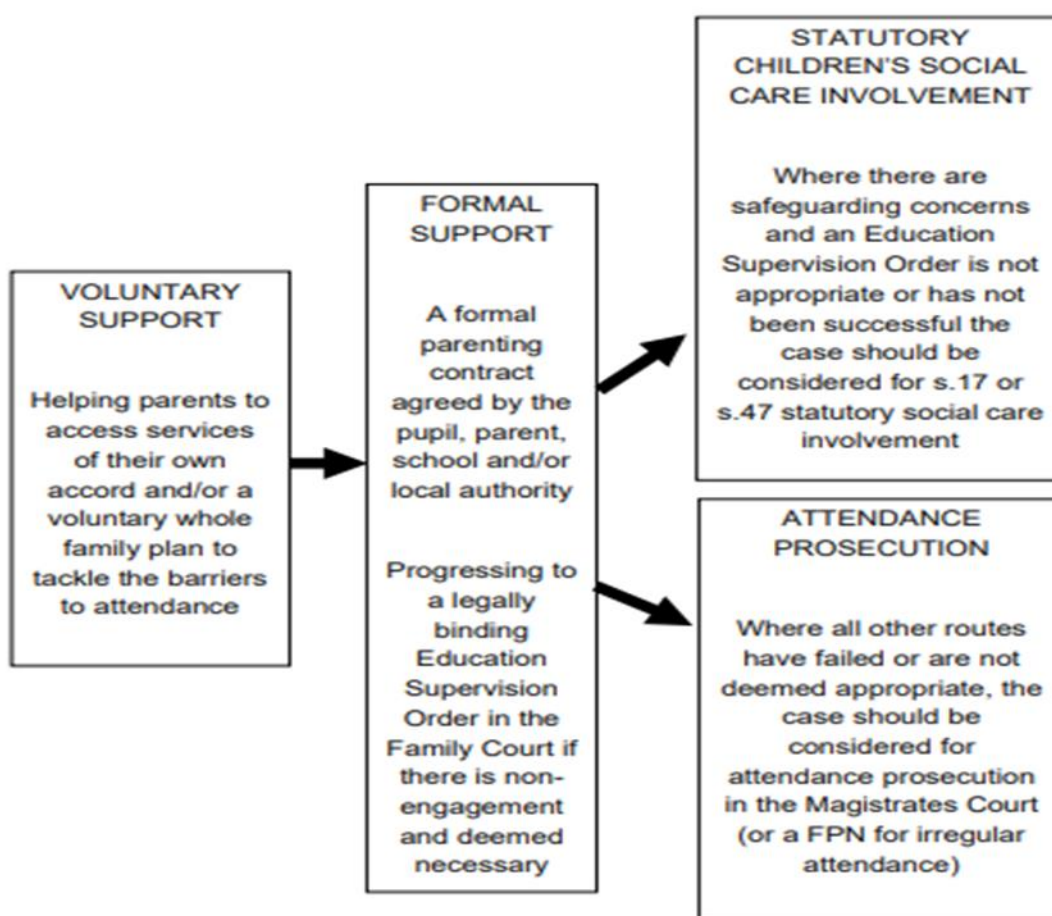 VOLUNTARY
SUPPORT
Helping parents to
access services
of their own
accord and/or a
voluntary whole
family plan to
tackle the barriers
to attendance
FORMAL
SUPPORT
A formal
parenting
contract
agreed by the
pupil, parent,
school and/or
local authority
Progressing to
a legally
binding
Education
Supervision
Order in the
Family Court if
there is non-
engagement
and deemed
necessary
STATUTORY
CHILDREN'S SOCIAL
CARE INVOLVEMENT
Where there are
safeguarding concerns
and an Education
Supervision Order is not
appropriate or has not
been successful the
case should be
considered for s.17 or
s.47 statutory social care
involvement
ATTENDANCE
PROSECUTION
Where all other routes
have failed or are not
deemed appropriate, the
case should be
considered for
attendance prosecution
in the Magistrates Court
(or a FPN for irregular
attendance)